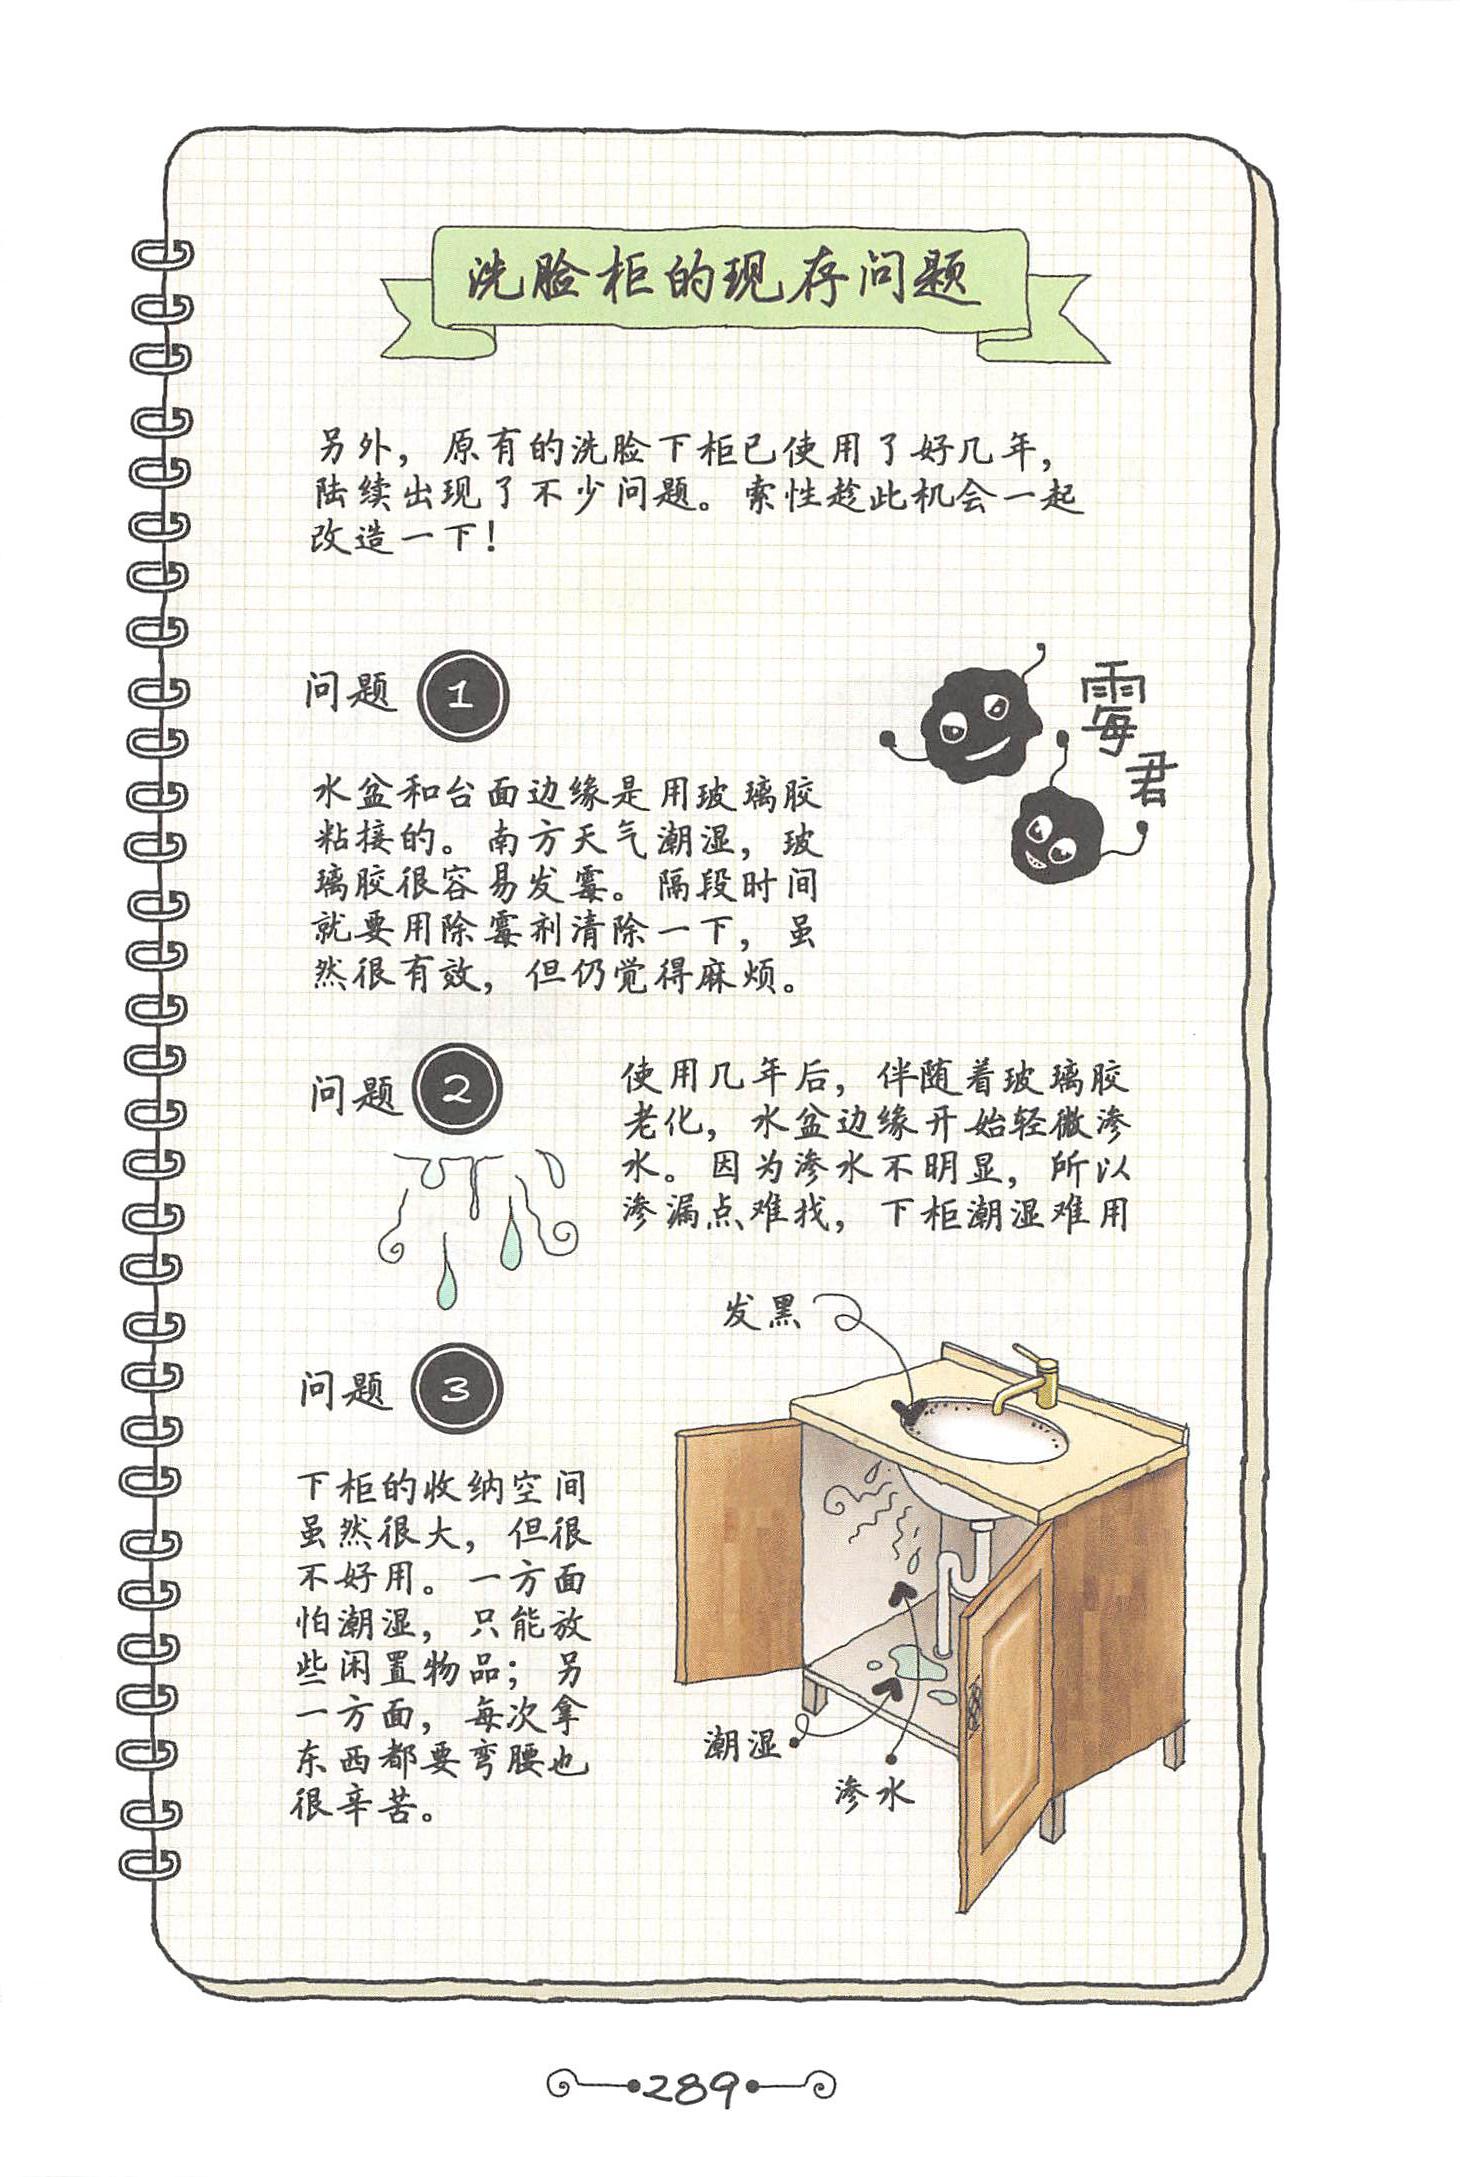 洗脸柜的现存问题
另外，原有的洗脸下柜已使用了好几年，
陆续出现了不少问题。索性趁此机会一起
改造一下！
问题 1
霉君
水盆和台面边缘是用玻璃胶
粘接的。南方天气潮湿，玻
璃胶很容易发霉。隔段时间
就要用除霉剂清除一下，虽
然很有效，但仍觉得麻烦。
问题 2
使用几年后，伴随着玻璃胶
老化，水盆边缘开始轻微渗
水。因为渗水不明显，所以
渗漏点难找，下柜潮湿难用
发黑
问题 3
下柜的收纳空间
虽然很大，但很
不好用。一方面
怕潮湿，只能放
些闲置物品；另
一方面，每次拿
东西都要弯腰也
很辛苦。
潮湿
渗水
289